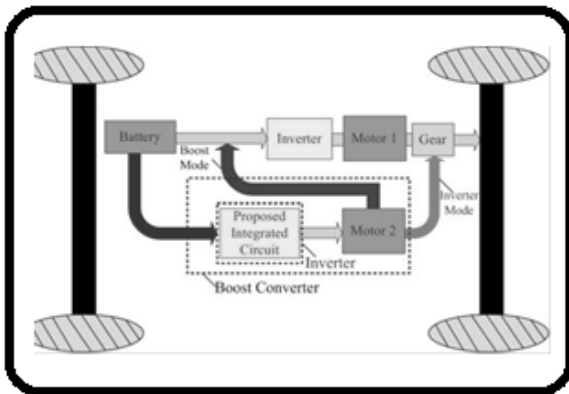 Battery
Inverter
Motor 1
Gear
Boost
Mode
Inverter
Mode
Proposed
Integrated
Circuit
Motor 2
Inverter
Boost Converter